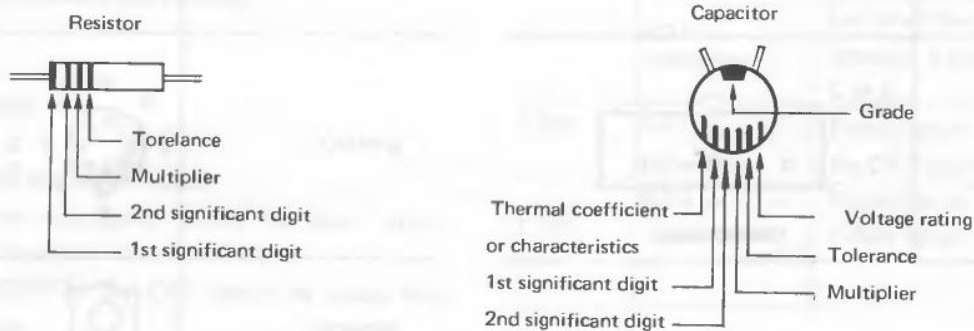 Resistor
Torelance
Multiplier
2nd significant digit
1st significant digit
Capacitor
Grade
Thermal coefficient
or characteristics
1st significant digit
2nd significant digit
Voltage rating
Tolerance
Multiplier